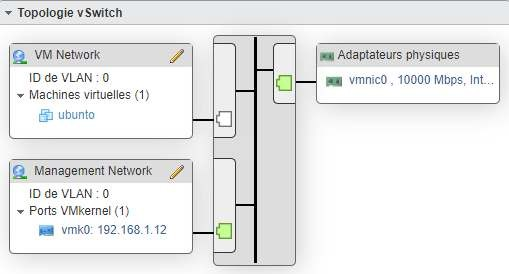 Topologie vSwitch
VM Network
ID de VLAN : 0
Machines virtuelles (1)
ubunto
Management Network
ID de VLAN : 0
Ports VMkernel (1)
vmk0: 192.168.1.12
Adaptateurs physiques
vmnic0 , 10000 Mbps, Int...